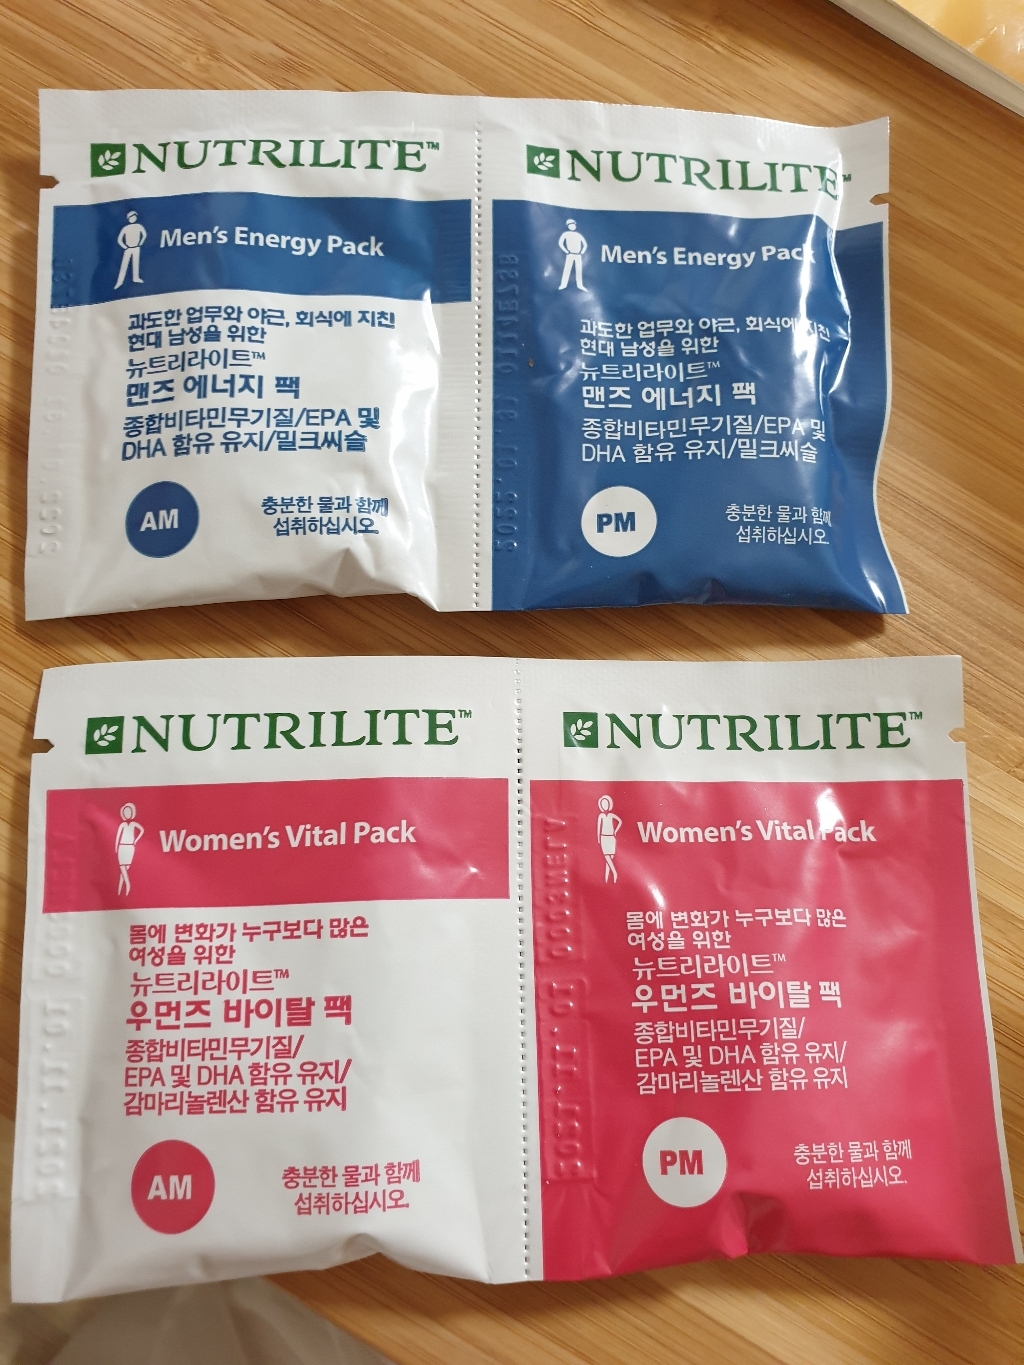 NUTRILITE™
Men's Energy Pack
과도한 업무와 야근, 회식에 지친
현대 남성을 위한
뉴트리라이트™
맨즈 에너지 팩
종합비타민무기질/EPA 및
DHA 함유 유지/밀크씨슬
AM
충분한 물과 함께
섭취하십시오.
NUTRILITE™
Men's Energy Pack
과도한 업무와 야근, 회식에 지친
현대 남성을 위한
뉴트리라이트™
맨즈 에너지 팩
종합비타민무기질/EPA 및
DHA 함유 유지/밀크씨슬
PM
충분한 물과 함께
섭취하십시오.
NUTRILITE™
Women's Vital Pack
몸에 변화가 누구보다 많은
여성을 위한
뉴트리라이트™
우먼즈 바이탈 팩
종합비타민무기질/
EPA 및 DHA 함유 유지/
감마리놀렌산 함유 유지
AM
충분한 물과 함께
섭취하십시오.
NUTRILITE™
Women's Vital Pack
몸에 변화가 누구보다 많은
여성을 위한
뉴트리라이트™
우먼즈 바이탈 팩
종합비타민무기질/
EPA 및 DHA 함유 유지/
감마리놀렌산 함유 유지
PM
충분한 물과 함께
섭취하십시오.